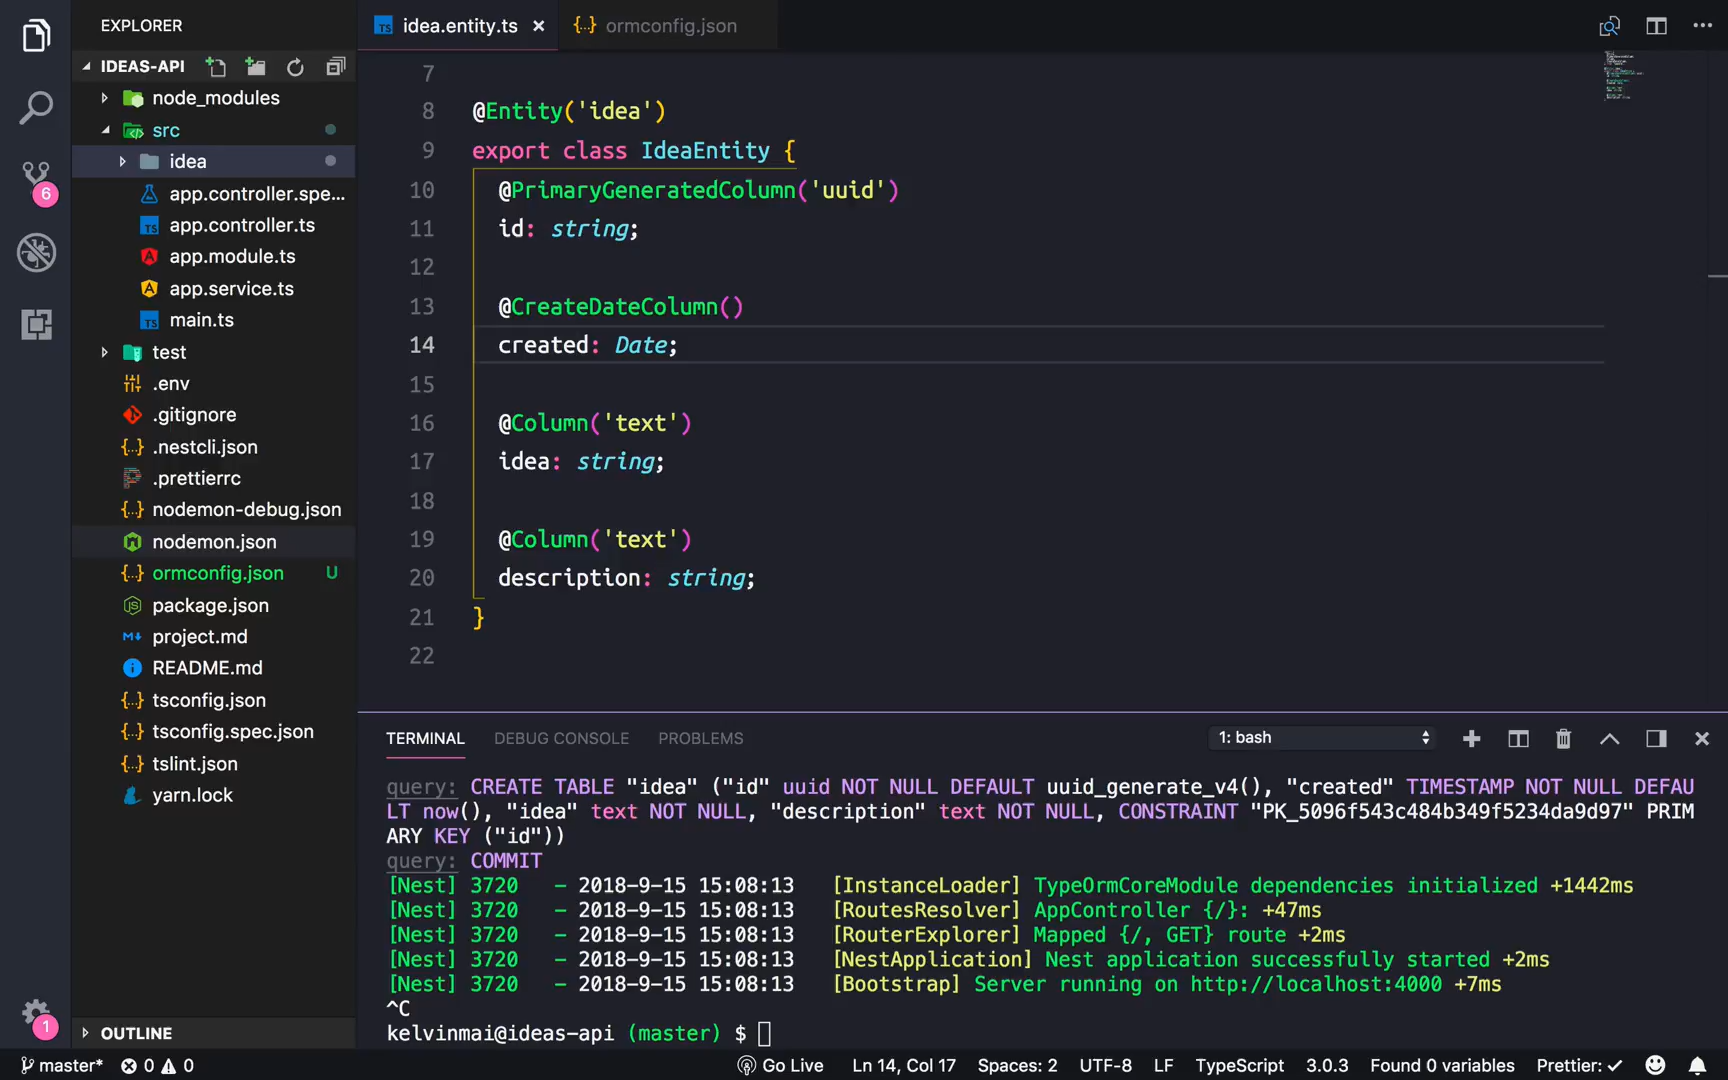 EXPLORER
IDEAS-API
node_modules
src
idea
app.controller.spe...
app.controller.ts
app.module.ts
app.service.ts
main.ts
test
.env
.gitignore
.nestcli.json
.prettierrc
nodemon-debug.json
nodemon.json
ormconfig.json U
package.json
project.md
README.md
tsconfig.json
tsconfig.spec.json
tslint.json
yarn.lock
OUTLINE
6
1
idea.entity.ts
ormconfig.json
7
8 @Entity('idea')
9 export class IdeaEntity {
10 @PrimaryGeneratedColumn('uuid')
11 id: string;
12
13 @CreateDateColumn()
14 created: Date;
15
16 @Column('text')
17 idea: string;
18
19 @Column('text')
20 description: string;
21 }
22
TERMINAL DEBUG CONSOLE PROBLEMS 1: bash
query: CREATE TABLE "idea" ("id" uuid NOT NULL DEFAULT uuid_generate_v4(), "created" TIMESTAMP NOT NULL DEFAU
LT now(), "idea" text NOT NULL, "description" text NOT NULL, CONSTRAINT "PK_5096f543c484b349f5234da9d97" PRIM
ARY KEY ("id"))
query: COMMIT
[Nest] 3720 - 2018-9-15 15:08:13 [InstanceLoader] TypeOrmCoreModule dependencies initialized +1442ms
[Nest] 3720 - 2018-9-15 15:08:13 [RoutesResolver] AppController {/}: +47ms
[Nest] 3720 - 2018-9-15 15:08:13 [RouterExplorer] Mapped {/, GET} route +2ms
[Nest] 3720 - 2018-9-15 15:08:13 [NestApplication] Nest application successfully started +2ms
[Nest] 3720 - 2018-9-15 15:08:13 [Bootstrap] Server running on http://localhost:4000 +7ms
^C
kelvinmai@ideas-api (master) $
master* 0 0 Go Live Ln 14, Col 17 Spaces: 2 UTF-8 LF TypeScript 3.0.3 Found 0 variables Prettier: ✓